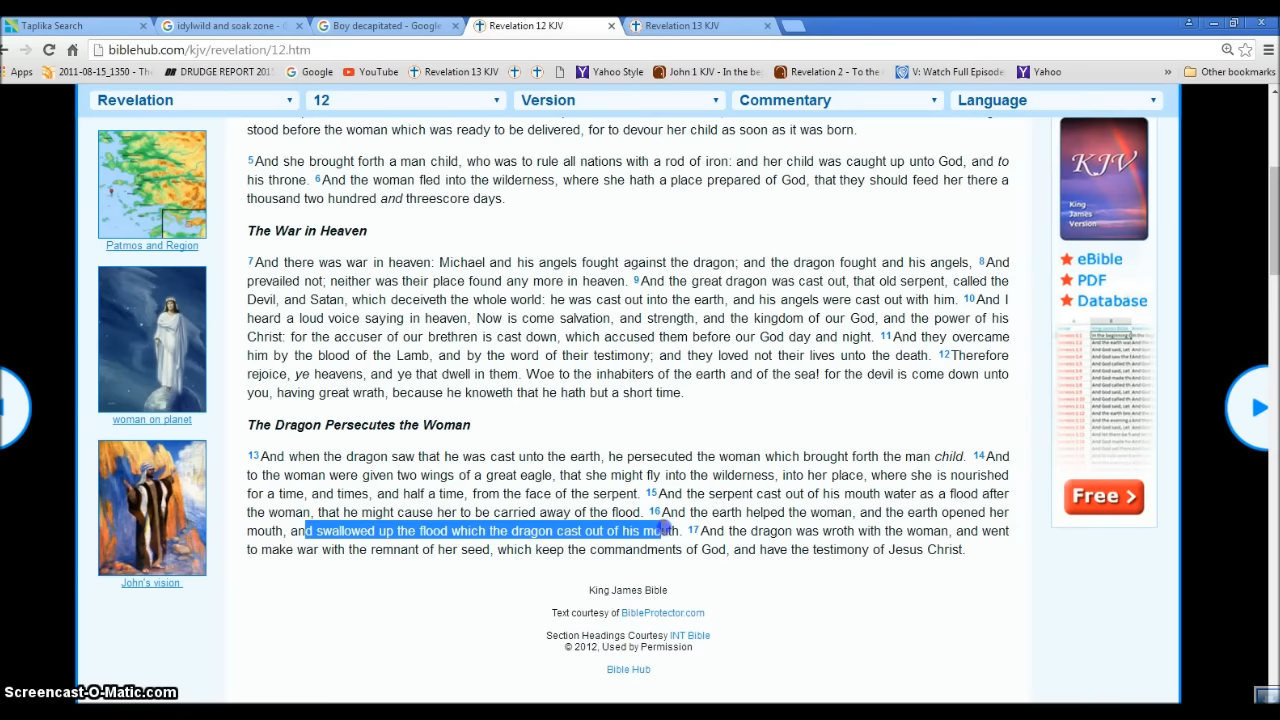 Taplika Search
idylwild and soak zone - G
Boy decapitated - Google
Revelation 12 KJV
Revelation 13 KJV
biblehub.com/kjv/revelation/12.htm
Apps
2011-08-15_1350 - Th
DRUDGE REPORT 201
Google
YouTube
Revelation 13 KJV
Yahoo Style
John 1 KJV - In the be
Revelation 2 - To the
V: Watch Full Episode
Yahoo
»
Other bookmarks
Revelation
12
Version
Commentary
Language
stood before the woman which was ready to be delivered, for to devour her child as soon as it was born.
5And she brought forth a man child, who was to rule all nations with a rod of iron: and her child was caught up unto God, and to
his throne. 6And the woman fled into the wilderness, where she hath a place prepared of God, that they should feed her there a
thousand two hundred and threescore days.
The War in Heaven
7And there was war in heaven: Michael and his angels fought against the dragon; and the dragon fought and his angels, 8And
prevailed not; neither was their place found any more in heaven. 9And the great dragon was cast out, that old serpent, called the
Devil, and Satan, which deceiveth the whole world: he was cast out into the earth, and his angels were cast out with him. 10And I
heard a loud voice saying in heaven, Now is come salvation, and strength, and the kingdom of our God, and the power of his
Christ: for the accuser of our brethren is cast down, which accused them before our God day and night. 11And they overcame
him by the blood of the Lamb, and by the word of their testimony; and they loved not their lives unto the death. 12Therefore
rejoice, ye heavens, and ye that dwell in them. Woe to the inhabiters of the earth and of the sea! for the devil is come down unto
you, having great wrath, because he knoweth that he hath but a short time.
The Dragon Persecutes the Woman
13And when the dragon saw that he was cast unto the earth, he persecuted the woman which brought forth the man child. 14And
to the woman were given two wings of a great eagle, that she might fly into the wilderness, into her place, where she is nourished
for a time, and times, and half a time, from the face of the serpent. 15And the serpent cast out of his mouth water as a flood after
the woman, that he might cause her to be carried away of the flood. 16And the earth helped the woman, and the earth opened her
mouth, and swallowed up the flood which the dragon cast out of his mouth. 17And the dragon was wroth with the woman, and went
to make war with the remnant of her seed, which keep the commandments of God, and have the testimony of Jesus Christ.
King James Bible
Text courtesy of BibleProtector.com
Section Headings Courtesy INT Bible
© 2012, Used by Permission
Bible Hub
Patmos and Region
woman on planet
John's vision
KJV
King
James
Version
eBible
PDF
Database
Free >
Screencast-O-Matic.com